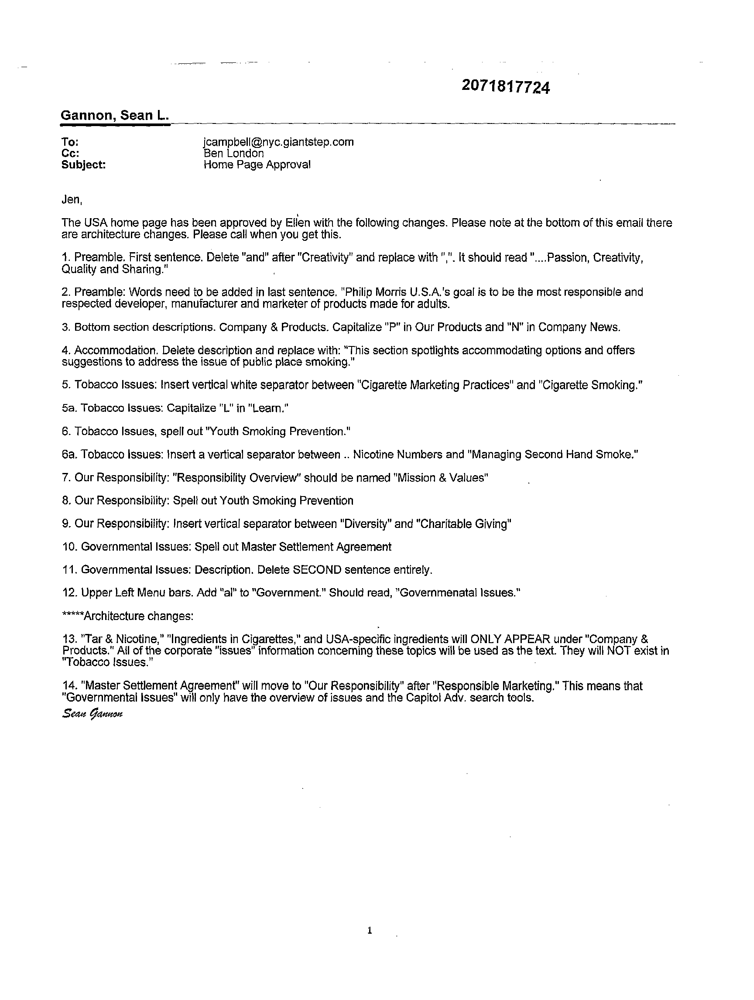 2071817724
Gannon, Sean L.
To: jcampbell@nyc.giantstep.com
Cc: Ben London
Subject: Home Page Approval
Jen,
The USA home page has been approved by Ellen with the following changes. Please note at the bottom of this email there
are architecture changes. Please call when you get this.
1. Preamble. First sentence. Delete "and" after "Creativity" and replace with ",". It should read "....Passion, Creativity,
Quality and Sharing."
2. Preamble: Words need to be added in last sentence. "Philip Morris U.S.A.'s goal is to be the most responsible and
respected developer, manufacturer and marketer of products made for adults.
3. Bottom section descriptions. Company & Products. Capitalize "P" in Our Products and "N" in Company News.
4. Accommodation. Delete description and replace with: "This section spotlights accommodating options and offers
suggestions to address the issue of public place smoking."
5. Tobacco Issues: Insert vertical white separator between "Cigarette Marketing Practices" and "Cigarette Smoking."
5a. Tobacco Issues: Capitalize "L" in "Learn."
6. Tobacco Issues, spell out "Youth Smoking Prevention."
6a. Tobacco Issues: Insert a vertical separator between .. Nicotine Numbers and "Managing Second Hand Smoke."
7. Our Responsibility: "Responsibility Overview" should be named "Mission & Values"
8. Our Responsibility: Spell out Youth Smoking Prevention
9. Our Responsibility: Insert vertical separator between "Diversity" and "Charitable Giving"
10. Governmental Issues: Spell out Master Settlement Agreement
11. Governmental Issues: Description. Delete SECOND sentence entirely.
12. Upper Left Menu bars. Add "al" to "Government." Should read, "Governmenatal Issues."
*****Architecture changes:
13. "Tar & Nicotine," "Ingredients in Cigarettes," and USA-specific ingredients will ONLY APPEAR under "Company &
Products." All of the corporate "issues" information concerning these topics will be used as the text. They will NOT exist in
"Tobacco Issues."
14. "Master Settlement Agreement" will move to "Our Responsibility" after "Responsible Marketing." This means that
"Governmental Issues" will only have the overview of issues and the Capitol Adv. search tools.
Sean Gannon
1